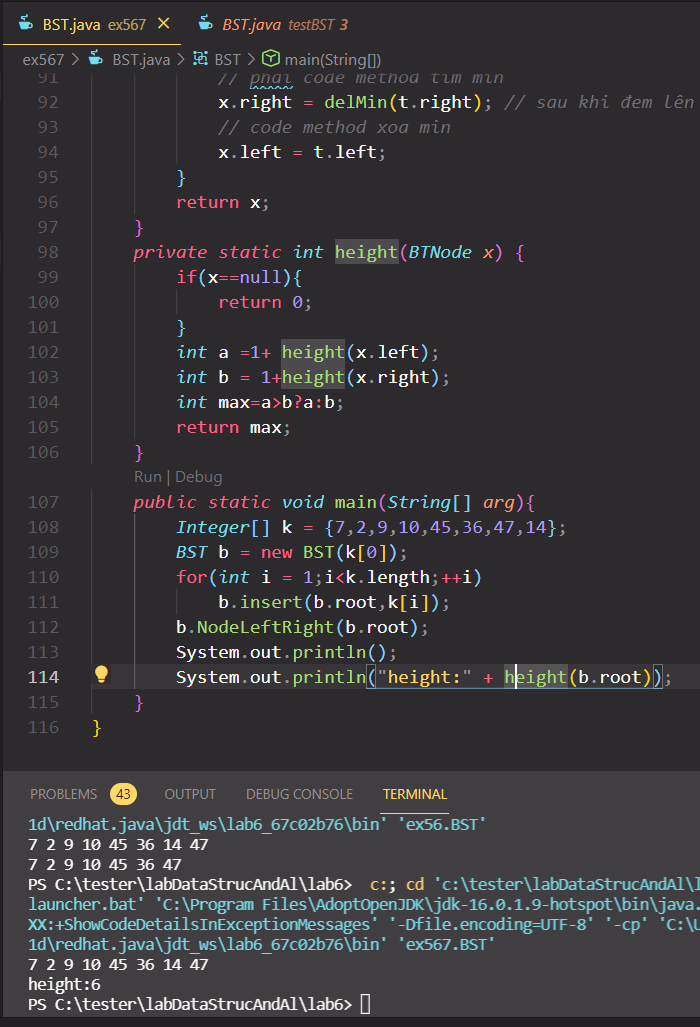 BST.java ex567
BST.java testBST 3
ex567 > BST.java > BST > main(String[])
91 // phai code method tim min
92 x.right = delMin(t.right); // sau khi đem lên
93 // code method xoa min
94 x.left = t.left;
95 }
96 return x;
97 }
98 private static int height(BTNode x) {
99 if(x==null){
100 return 0;
101 }
102 int a =1+ height(x.left);
103 int b = 1+height(x.right);
104 int max=a>b?a:b;
105 return max;
106 }
Run | Debug
107 public static void main(String[] arg){
108 Integer[] k = {7,2,9,10,45,36,47,14};
109 BST b = new BST(k[0]);
110 for(int i = 1;i<k.length;++i)
111 b.insert(b.root,k[i]);
112 b.NodeLeftRight(b.root);
113 System.out.println();
114 System.out.println("height:" + height(b.root));
115 }
116 }
PROBLEMS 43 OUTPUT DEBUG CONSOLE TERMINAL
1d\redhat.java\jdt_ws\lab6_67c02b76\bin' 'ex56.BST'
7 2 9 10 45 36 14 47
7 2 9 10 45 36 47
PS C:\tester\labDataStrucAndAl\lab6> c:; cd 'c:\tester\labDataStrucAndAl\l
launcher.bat' 'C:\Program Files\AdoptOpenJDK\jdk-16.0.1.9-hotspot\bin\java.
XX:+ShowCodeDetailsInExceptionMessages' '-Dfile.encoding=UTF-8' '-cp' 'C:\U
1d\redhat.java\jdt_ws\lab6_67c02b76\bin' 'ex567.BST'
7 2 9 10 45 36 14 47
height:6
PS C:\tester\labDataStrucAndAl\lab6>